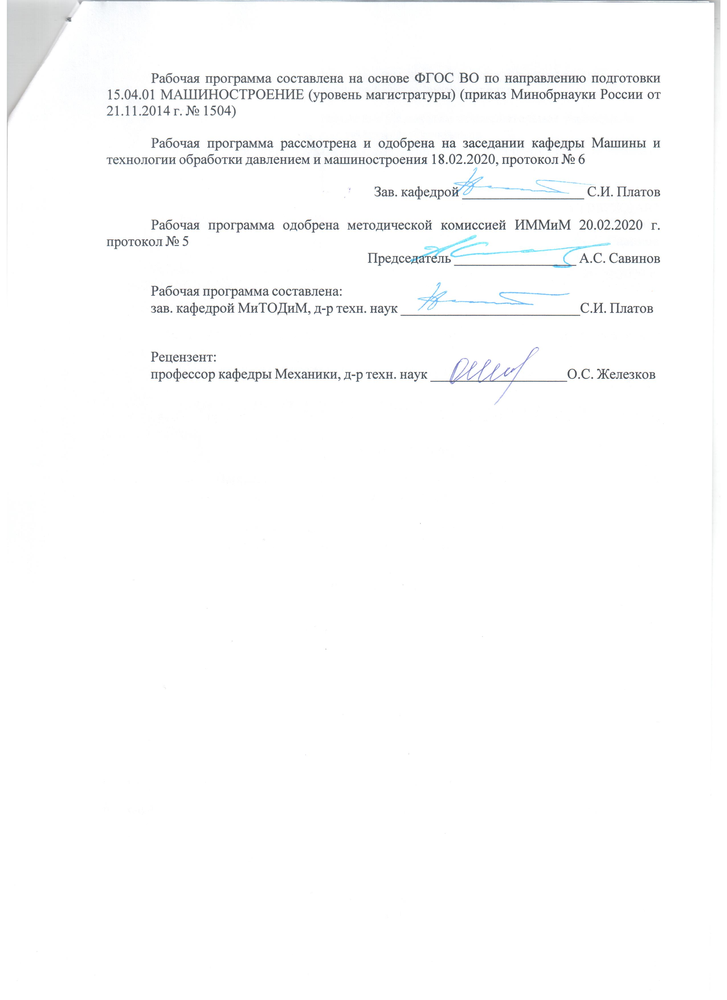 Рабочая программа составлена на основе ФГОС ВО по направлению подготовки
15.04.01 МАШИНОСТРОЕНИЕ (уровень магистратуры) (приказ Минобрнауки России от
21.11.2014 г. № 1504)
Рабочая программа рассмотрена и одобрена на заседании кафедры Машины и
технологии обработки давлением и машиностроения 18.02.2020, протокол № 6
Зав. кафедрой ________________ С.И. Платов
Рабочая программа одобрена методической комиссией ИММиМ 20.02.2020 г.
протокол № 5
Председатель ________________ А.С. Савинов
Рабочая программа составлена:
зав. кафедрой МиТОДиМ, д-р техн. наук ________________________С.И. Платов
Рецензент:
профессор кафедры Механики, д-р техн. наук __________________О.С. Железков